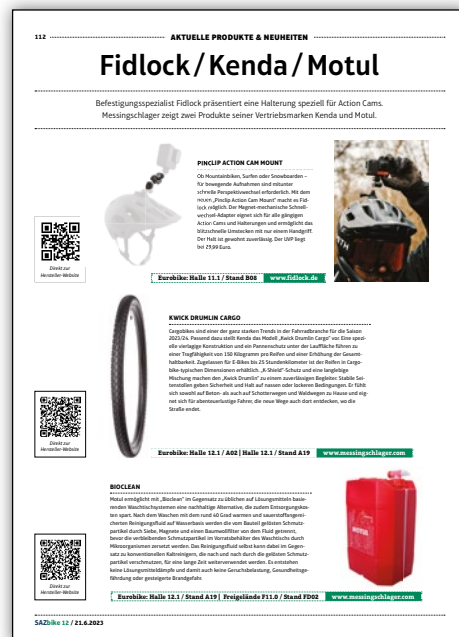 112
AKTUELLE PRODUKTE & NEUHEITEN
Fidlock / Kenda / Motul
Befestigungsspezialist Fidlock präsentiert eine Halterung speziell für Action Cams.
Messingschlager zeigt zwei Produkte seiner Vertriebsmarken Kenda und Motul.
PINCLIP ACTION CAM MOUNT
Ob Mountainbiken, Surfen oder Snowboarden –
für bewegende Aufnahmen sind mitunter
schnelle Perspektivwechsel erforderlich. Mit dem
neuen „Pinclip Action Cam Mount“ macht es Fid-
lock möglich. Der Magnet-mechanische Schnell-
wechsel-Adapter eignet sich für alle gängigen
Action Cams und Halterungen und ermöglicht das
blitzschnelle Umstecken mit nur einem Handgriff.
Der Halt ist gewohnt zuverlässig. Der UVP liegt
bei 29,99 Euro.
Direkt zur
Hersteller-Website
Eurobike: Halle 11.1 / Stand B08
www.fidlock.de
KWICK DRUMLIN CARGO
Cargobikes sind einer der ganz starken Trends in der Fahrradbranche für die Saison
2023/24. Passend dazu stellt Kenda das Modell „Kwick Drumlin Cargo“ vor. Eine spezi-
elle vierlagige Konstruktion und ein Pannenschutz unter der Lauffläche führen zu
einer Tragfähigkeit von 150 Kilogramm pro Reifen und einer Erhöhung der Gesamt-
haltbarkeit. Zugelassen für E-Bikes bis 25 Stundenkilometer ist der Reifen in Cargo-
bike-typischen Dimensionen erhältlich. „K-Shield“-Schutz und eine langlebige
Mischung machen den „Kwick Drumlin“ zu einem zuverlässigen Begleiter. Stabile Sei-
tenstollen geben Sicherheit und Halt auf nassen oder lockeren Bedingungen. Er fühlt
sich sowohl auf Beton- als auch auf Schotterwegen und Waldwegen zu Hause und eig-
net sich für abenteuerlustige Fahrer, die neue Wege auch dort entdecken, wo die
Straße endet.
Direkt zur
Hersteller-Website
Eurobike: Halle 12.1 / A02 | Halle 12.1 / Stand A19
www.messingschlager.com
BIOCLEAN
Motul ermöglicht mit „Bioclean“ im Gegensatz zu üblichen auf Lösungsmitteln basie-
renden Waschtischsystemen eine nachhaltige Alternative, die zudem Entsorgungskos-
ten spart. Nach dem Waschen mit dem rund 40 Grad warmen und sauerstoffangerei-
cherten Reinigungsfluid auf Wasserbasis werden die vom Bauteil gelösten Schmutz-
partikel durch Siebe, Magnete und einen Baumwollfilter von dem Fluid getrennt,
bevor die verbleibenden Schmutzpartikel im Vorratsbehälter des Waschtischs durch
Mikroorganismen zersetzt werden. Das Reinigungsfluid selbst kann dabei im Gegen-
satz zu konventionellen Kaltreinigern, die nach und nach durch die gelösten Schmutz-
partikel verschmutzen, für eine lange Zeit weiterverwendet werden. Es entstehen
keine Lösungsmitteldämpfe und damit auch keine Geruchsbelastung, Gesundheitsge-
fährdung oder gesteigerte Brandgefahr.
Direkt zur
Hersteller-Website
Eurobike: Halle 12.1 / Stand A19 | Freigelände F11.0 / Stand FD02
www.messingschlager.com
SAZbike 12 / 21.6.2023